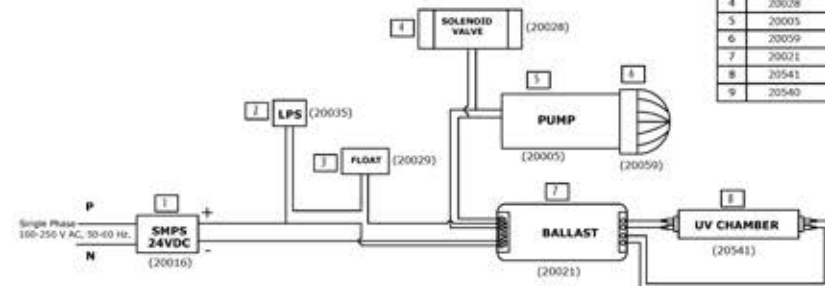 4 20028
5 20005
6 20059
7 20021
8 20541
9 20540
4
SOLENOID
VALVE
(20028)
5
6
PUMP
(20005)
(20059)
2
LPS
(20035)
3
FLOAT
(20029)
P
Single Phase
100-250 V AC, 50-60 Hz.
N
1
SMPS
24VDC
+
-
(20016)
7
BALLAST
(20021)
8
UV CHAMBER
(20541)